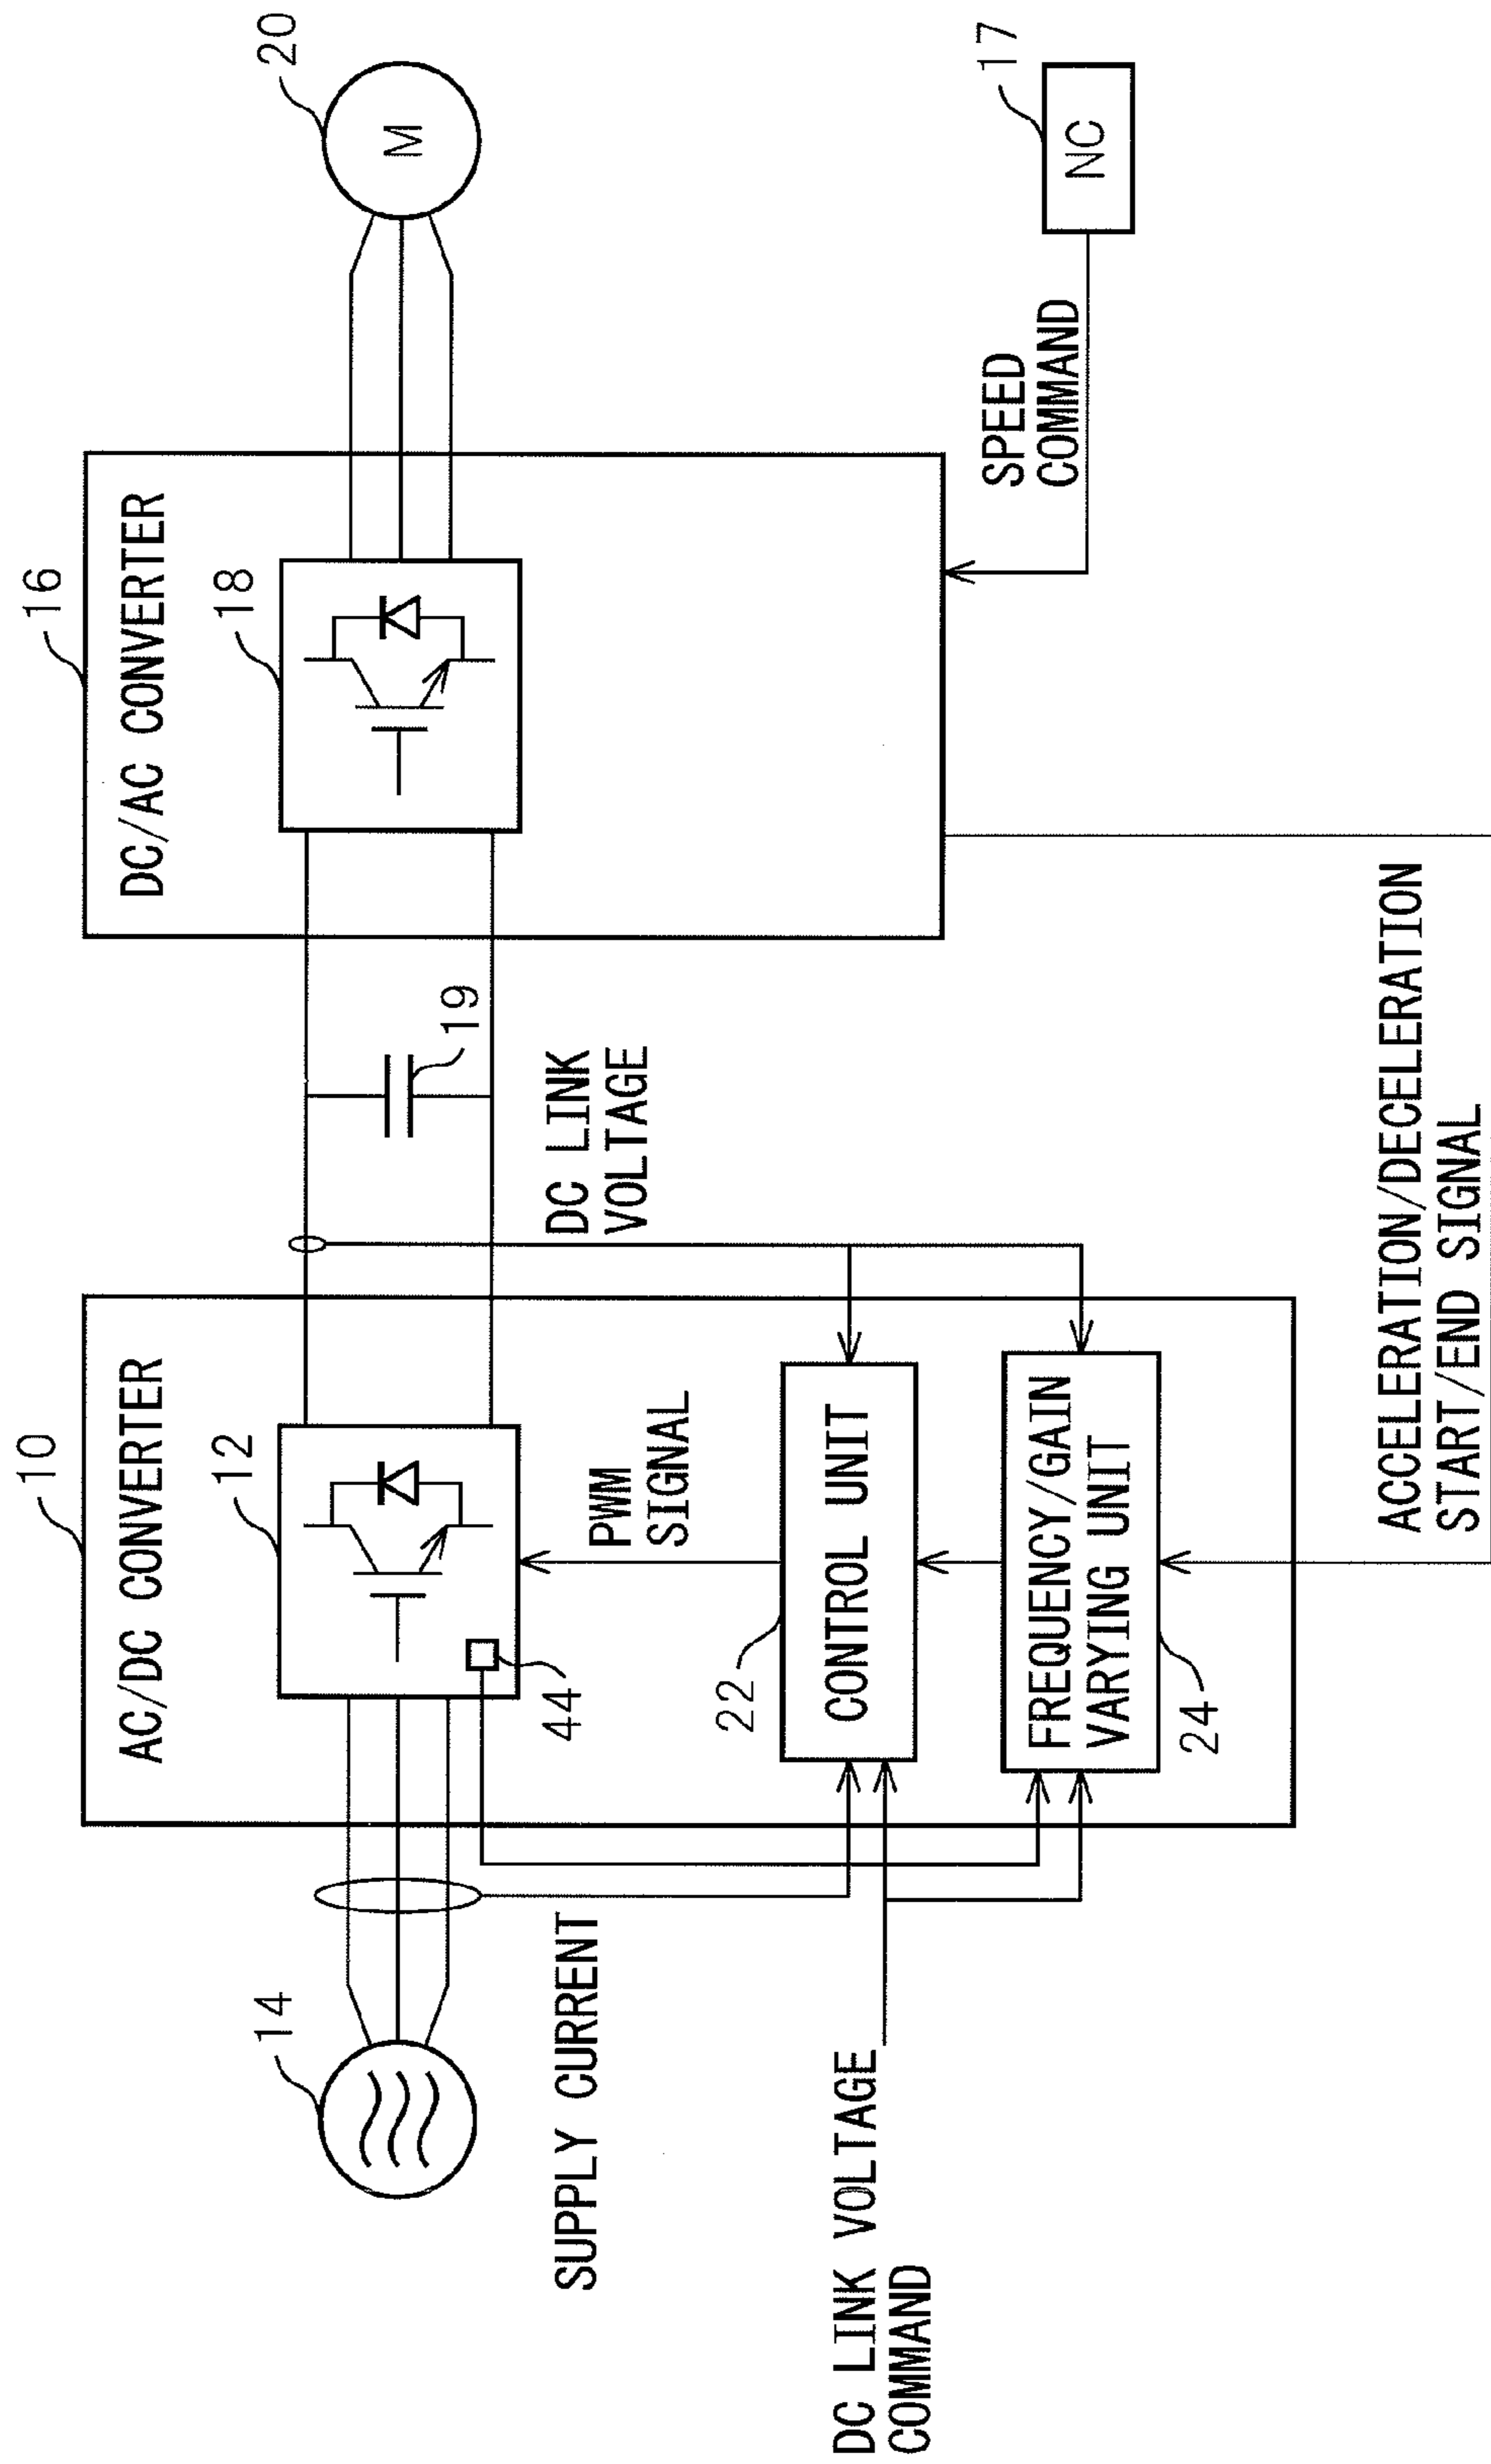 10
16
AC/DC CONVERTER
DC/AC CONVERTER
14
12
18
20
M
44
19
SUPPLY CURRENT
PWM
SIGNAL
DC LINK
VOLTAGE
22
CONTROL UNIT
DC LINK VOLTAGE
COMMAND
SPEED
COMMAND
17
NC
FREQUENCY/GAIN
VARYING UNIT
24
ACCELERATION/DECELERATION
START/END SIGNAL